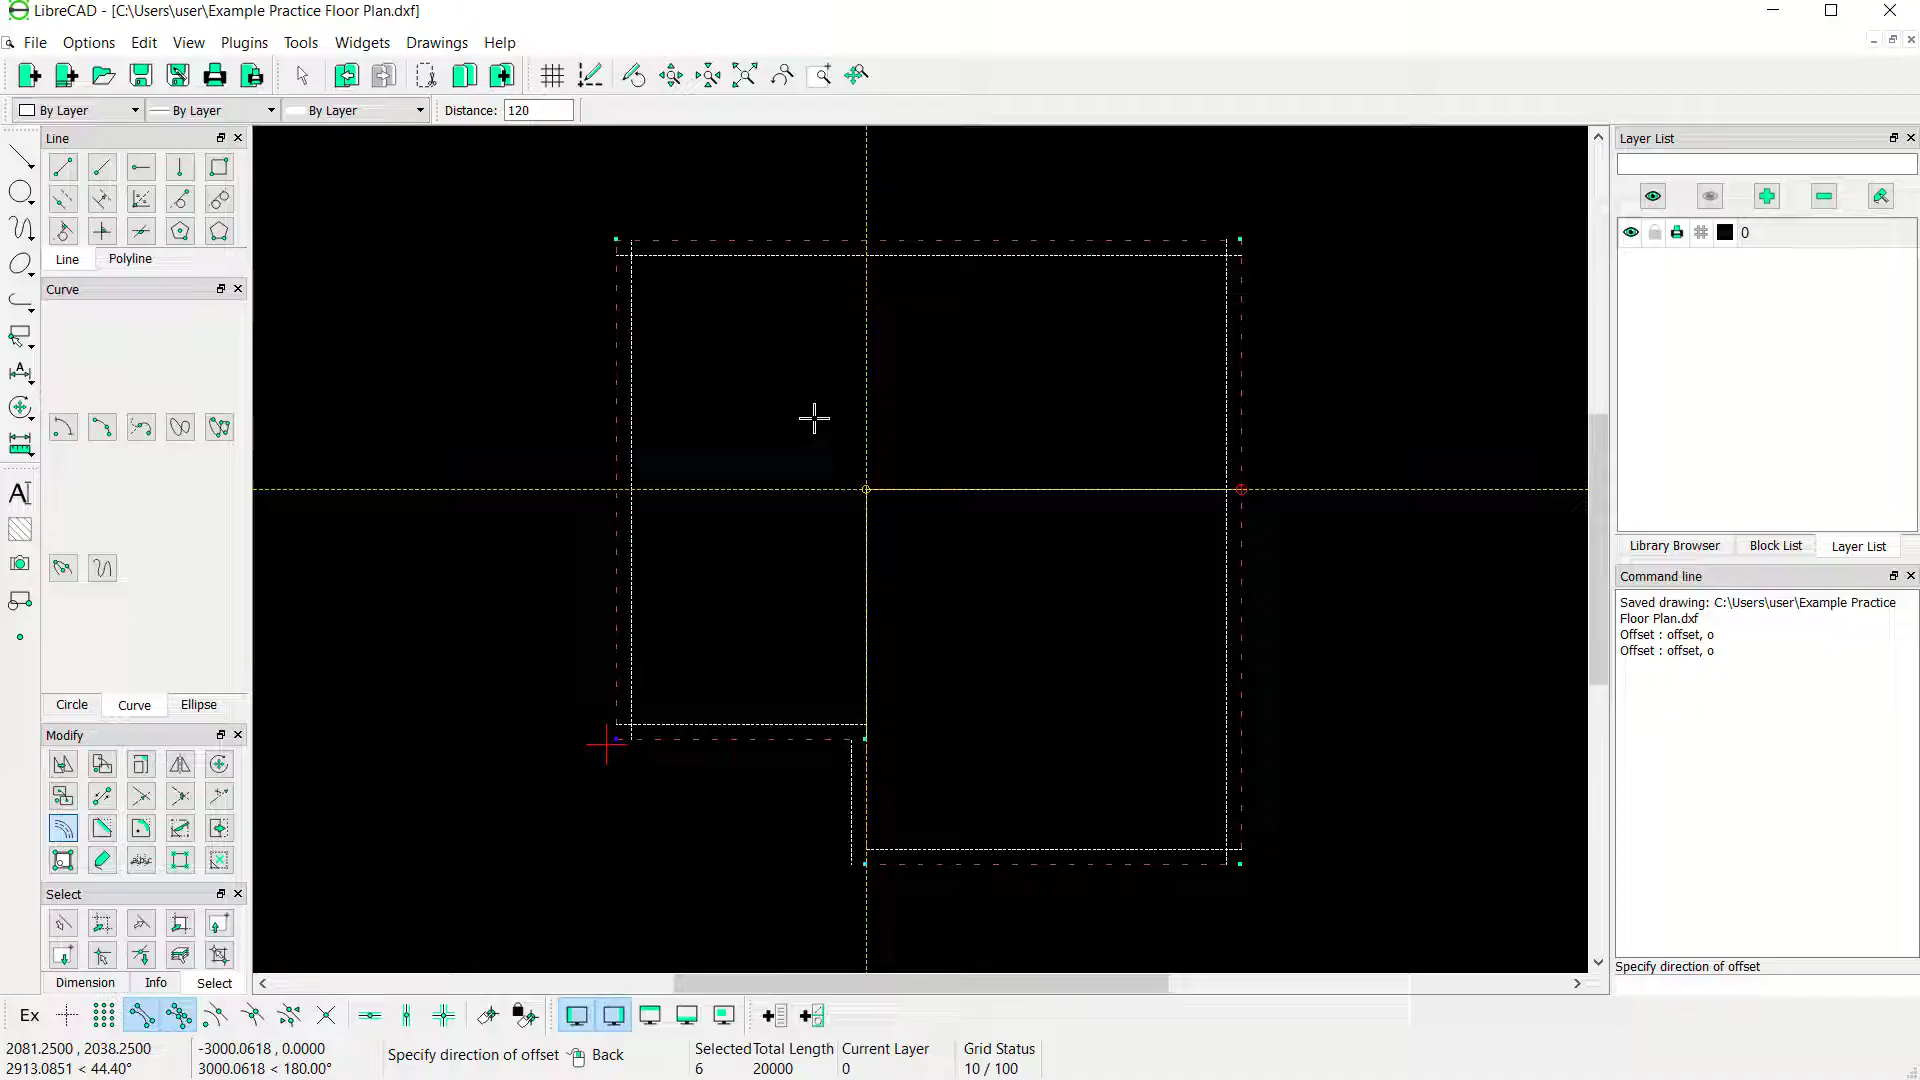 LibreCAD - [C:\Users\user\Example Practice Floor Plan.dxf]
File Options Edit View Plugins Tools Widgets Drawings Help
By Layer By Layer By Layer Distance: 120
Line
Line Polyline
Curve
Circle Curve Ellipse
Modify
Select
Dimension Info Select
Layer List
0
Library Browser Block List Layer List
Command line
Saved drawing: C:\Users\user\Example Practice
Floor Plan.dxf
Offset : offset, o
Offset : offset, o
Specify direction of offset
Ex
2081.2500 , 2038.2500 -3000.0618 , 0.0000 Specify direction of offset Back Selected Total Length Current Layer Grid Status
2913.0851 < 44.40° 3000.0618 < 180.00° 6 20000 0 10 / 100